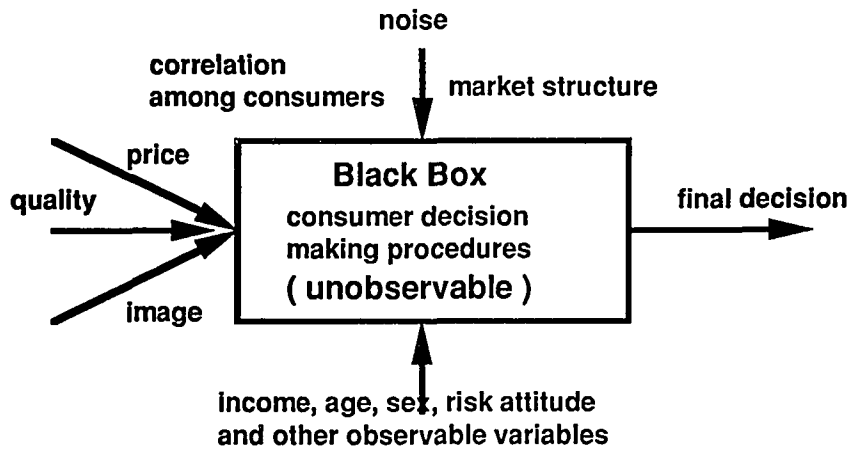 noise
correlation
among consumers
market structure
price
quality
image
Black Box
consumer decision
making procedures
( unobservable )
final decision
income, age, sex, risk attitude
and other observable variables